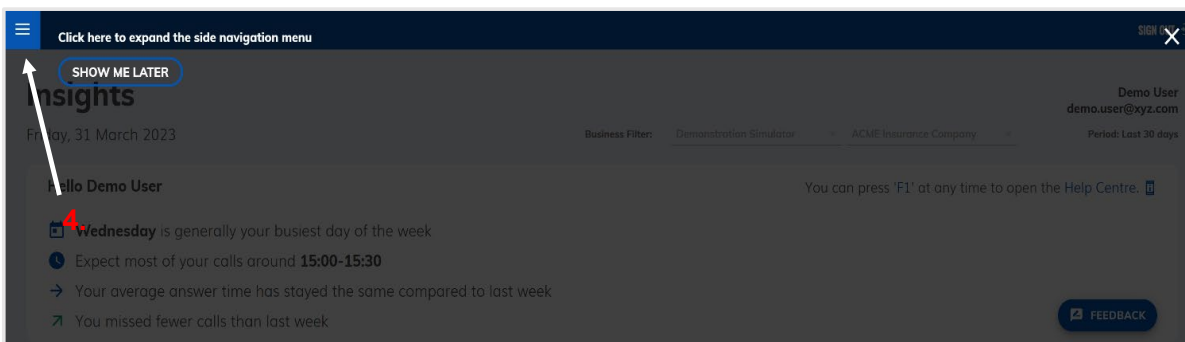 Click here to expand the side navigation menu
SIGN OUT
SHOW ME LATER
Insights
Demo User
demo.user@xyz.com
Friday, 31 March 2023
Business Filter: Demonstration Simulator ACME Insurance Company Period: Last 30 days
Hello Demo User
You can press 'F1' at any time to open the Help Centre.
4.
Wednesday is generally your busiest day of the week
Expect most of your calls around 15:00-15:30
Your average answer time has stayed the same compared to last week
You missed fewer calls than last week
FEEDBACK